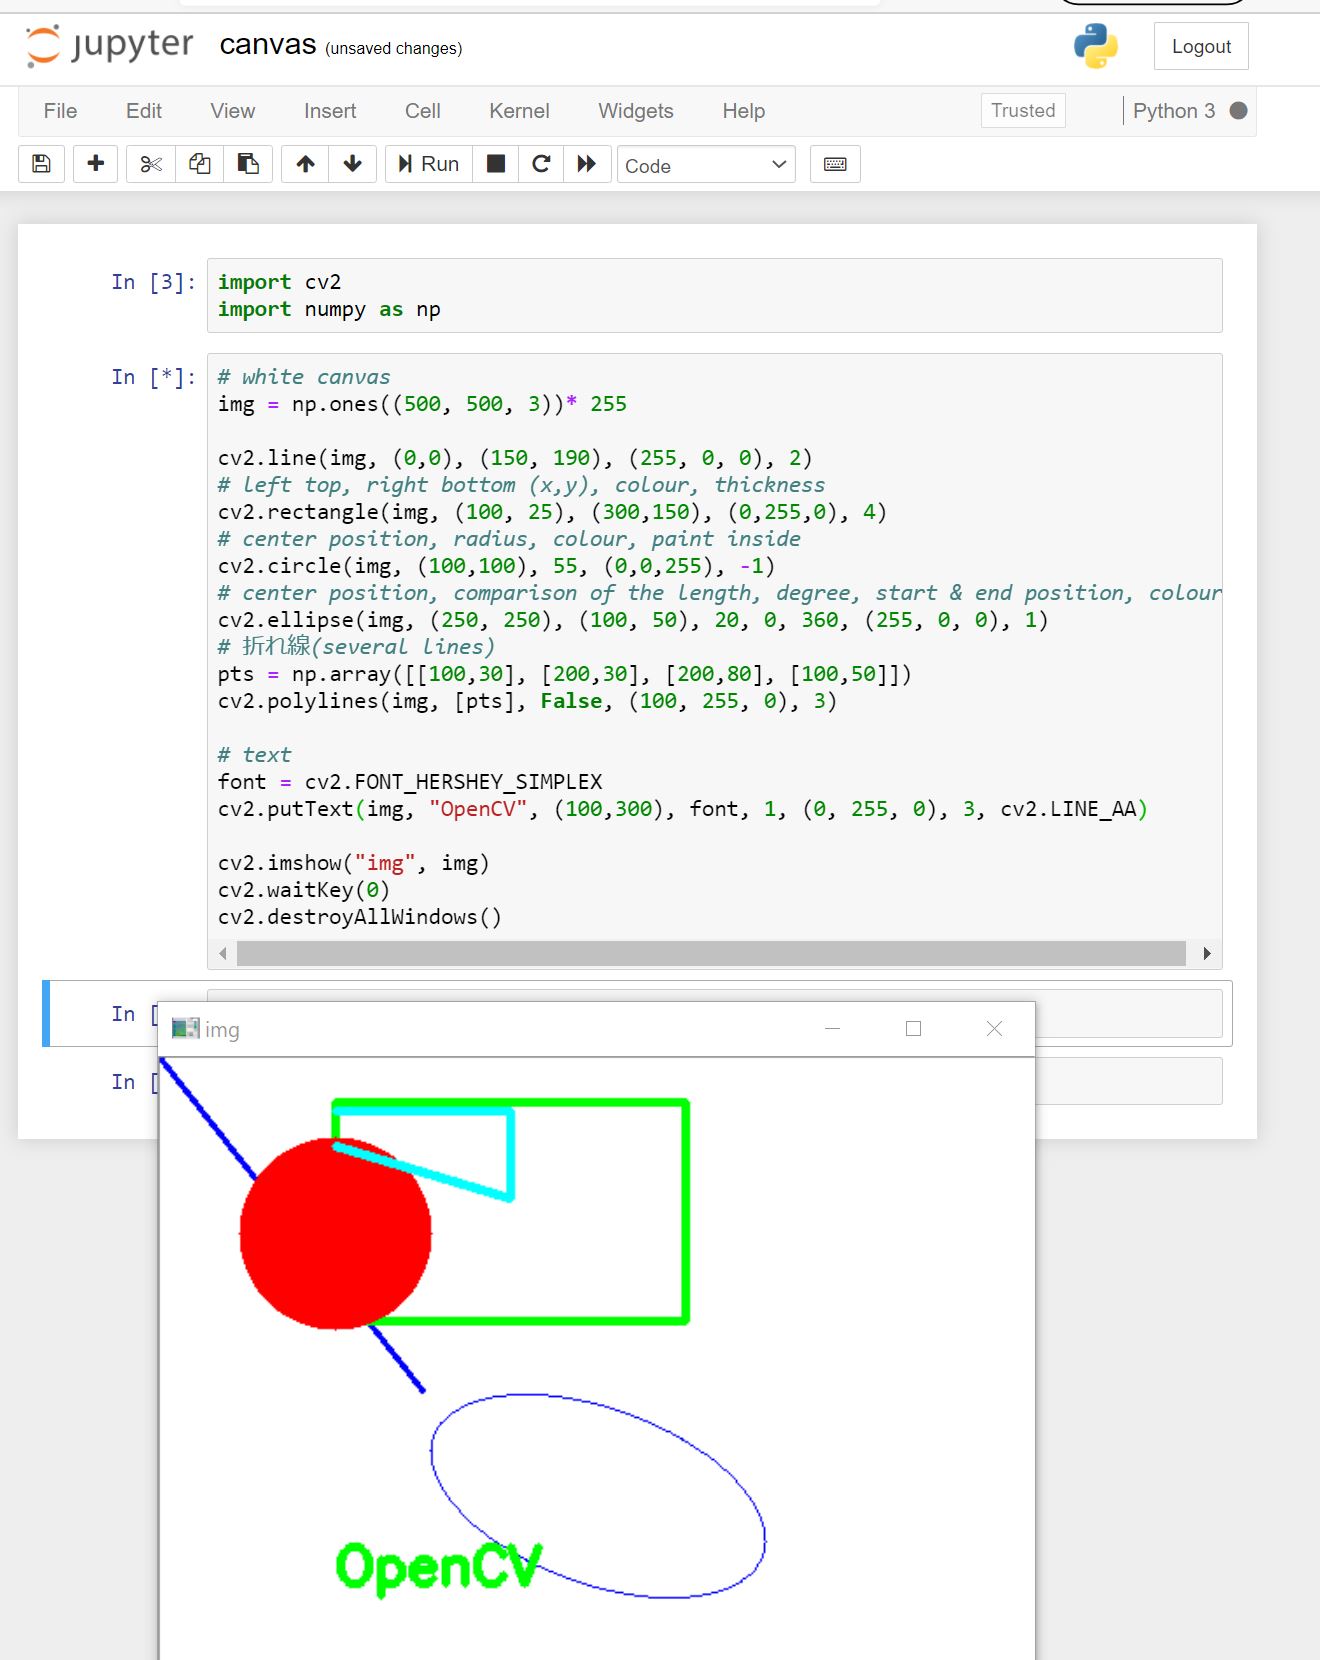 jupyter canvas (unsaved changes) Logout
File Edit View Insert Cell Kernel Widgets Help Trusted Python 3
Run Code
In [3]: import cv2
import numpy as np
In [*]: # white canvas
img = np.ones((500, 500, 3))* 255
cv2.line(img, (0,0), (150, 190), (255, 0, 0), 2)
# left top, right bottom (x,y), colour, thickness
cv2.rectangle(img, (100, 25), (300,150), (0,255,0), 4)
# center position, radius, colour, paint inside
cv2.circle(img, (100,100), 55, (0,0,255), -1)
# center position, comparison of the length, degree, start & end position, colour
cv2.ellipse(img, (250, 250), (100, 50), 20, 0, 360, (255, 0, 0), 1)
# 折れ線(several lines)
pts = np.array([[100,30], [200,30], [200,80], [100,50]])
cv2.polylines(img, [pts], False, (100, 255, 0), 3)
# text
font = cv2.FONT_HERSHEY_SIMPLEX
cv2.putText(img, "OpenCV", (100,300), font, 1, (0, 255, 0), 3, cv2.LINE_AA)
cv2.imshow("img", img)
cv2.waitKey(0)
cv2.destroyAllWindows()
In [
img
In [
OpenCV